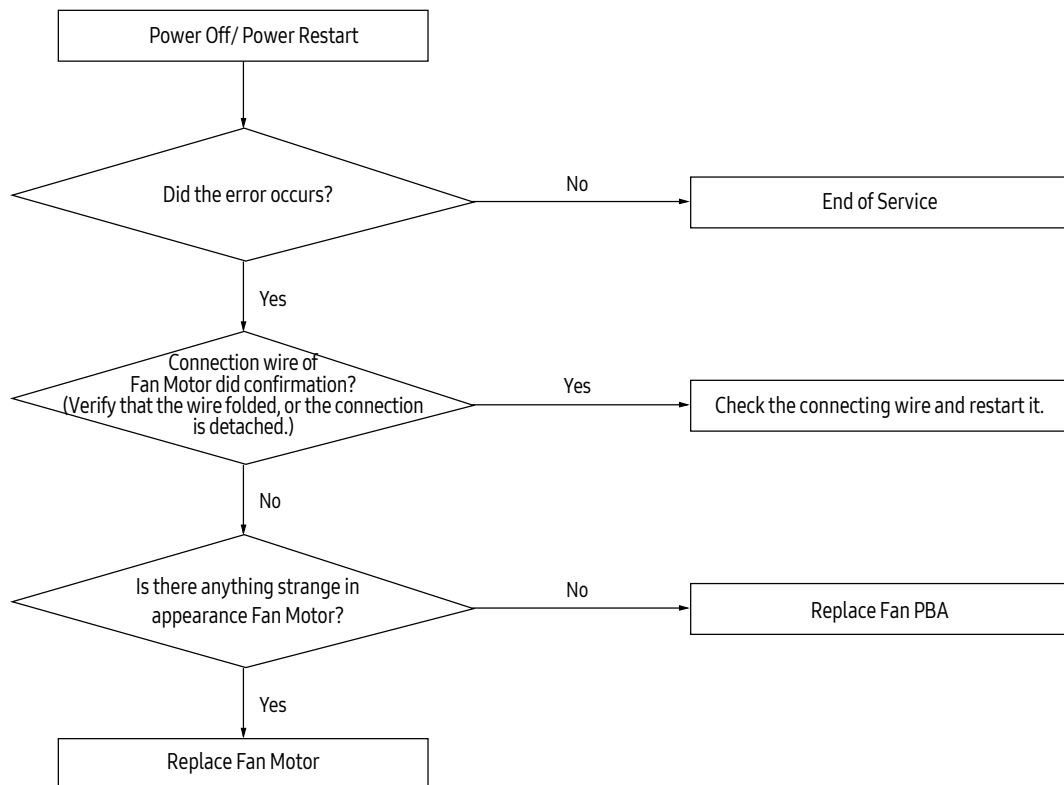 Power Off/ Power Restart
Did the error occurs?
No
End of Service
Yes
Connection wire of
Fan Motor did confirmation?
(Verify that the wire folded, or the connection
is detached.)
Yes
Check the connecting wire and restart it.
No
Is there anything strange in
appearance Fan Motor?
No
Replace Fan PBA
Yes
Replace Fan Motor